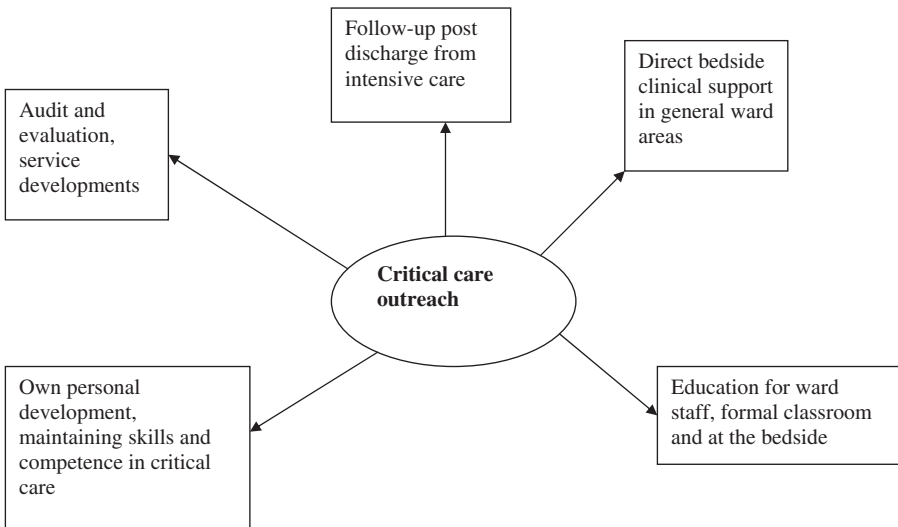 Follow-up post
discharge from
intensive care
Direct bedside
clinical support
in general ward
areas
Audit and
evaluation,
service
developments
Critical care
outreach
Own personal
development,
maintaining skills and
competence in critical
care
Education for ward
staff, formal classroom
and at the bedside